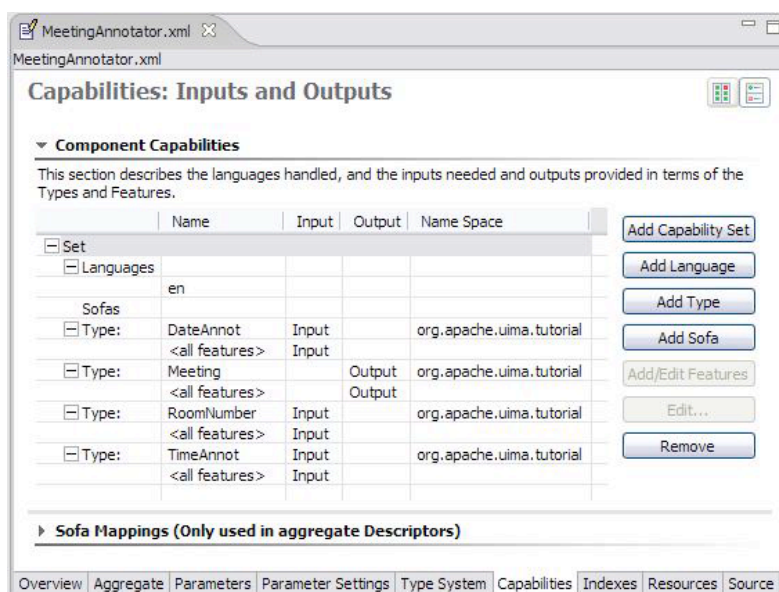 MeetingAnnotator.xml
MeetingAnnotator.xml
Capabilities: Inputs and Outputs
Component Capabilities
This section describes the languages handled, and the inputs needed and outputs provided in terms of the
Types and Features.
Name Input Output Name Space
Set
Languages
en
Sofas
Type: DateAnnot Input org.apache.uima.tutorial
<all features> Input
Type: Meeting Output org.apache.uima.tutorial
<all features> Output
Type: RoomNumber Input org.apache.uima.tutorial
<all features> Input
Type: TimeAnnot Input org.apache.uima.tutorial
<all features> Input
Add Capability Set
Add Language
Add Type
Add Sofa
Add/Edit Features
Edit...
Remove
Sofa Mappings (Only used in aggregate Descriptors)
Overview Aggregate Parameters Parameter Settings Type System Capabilities Indexes Resources Source